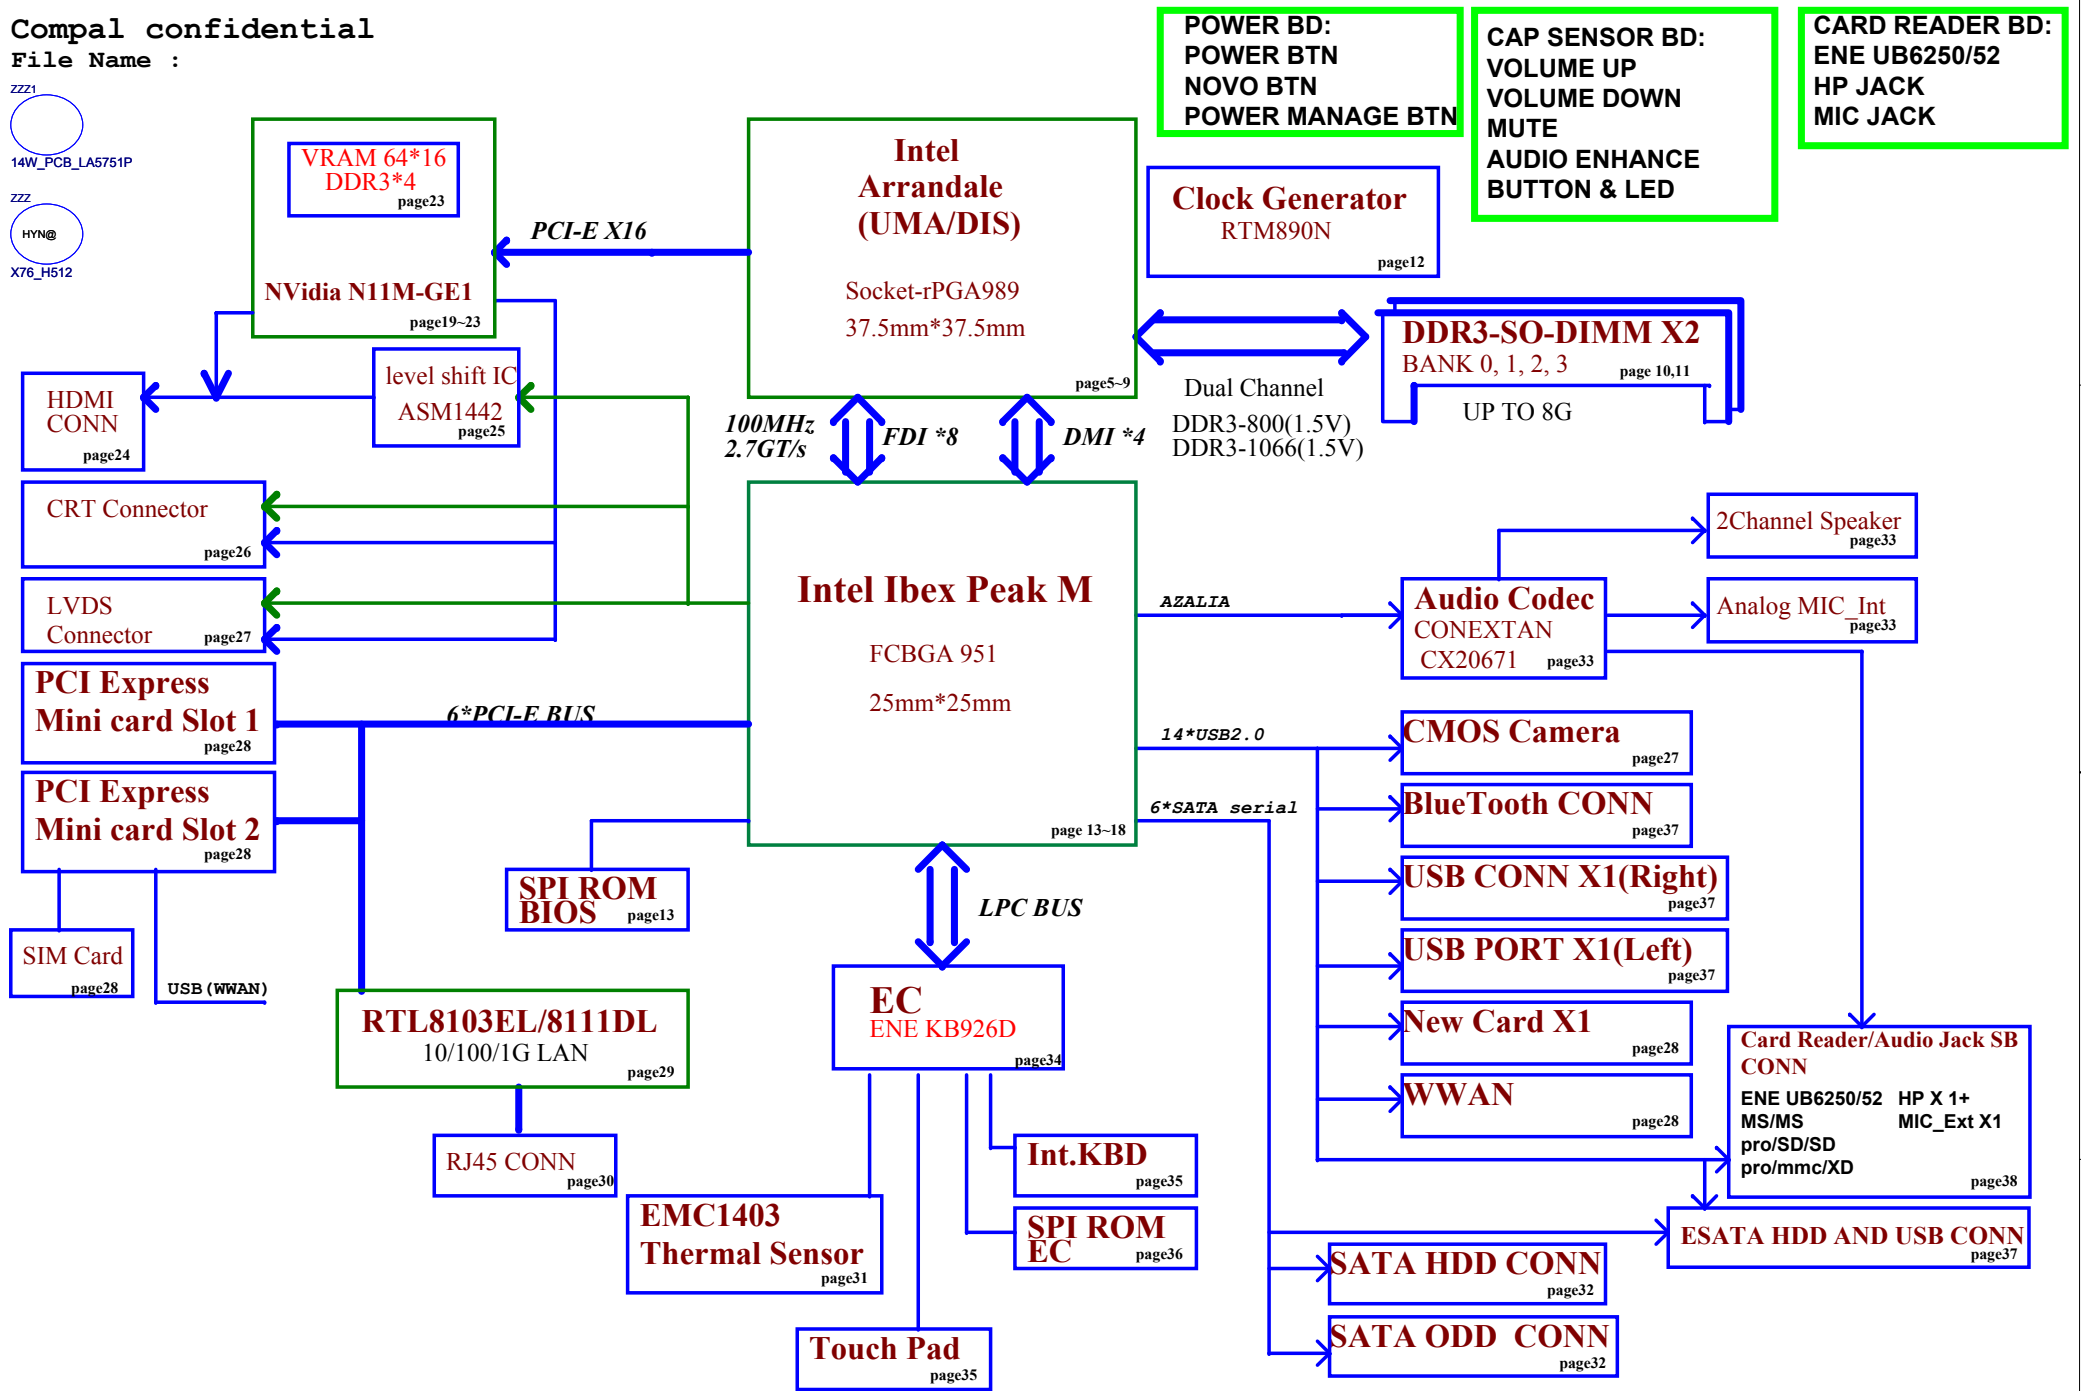 Compal confidential
File Name :
ZZZ1
14W_PCB_LA5751P
ZZZ
HYN@
X76_H512
POWER BD:
POWER BTN
NOVO BTN
POWER MANAGE BTN
CAP SENSOR BD:
VOLUME UP
VOLUME DOWN
MUTE
AUDIO ENHANCE
BUTTON & LED
CARD READER BD:
ENE UB6250/52
HP JACK
MIC JACK
VRAM 64*16
DDR3*4
page23
NVidia N11M-GE1
page19~23
PCI-E X16
Intel
Arrandale
(UMA/DIS)
Socket-rPGA989
37.5mm*37.5mm
page5~9
Clock Generator
RTM890N
page12
DDR3-SO-DIMM X2
BANK 0, 1, 2, 3
page 10,11
UP TO 8G
Dual Channel
DDR3-800(1.5V)
DDR3-1066(1.5V)
HDMI
CONN
page24
level shift IC
ASM1442
page25
100MHz
2.7GT/s
FDI *8
DMI *4
CRT Connector
page26
LVDS
Connector
page27
Intel Ibex Peak M
FCBGA 951
25mm*25mm
page 13~18
AZALIA
Audio Codec
CONEXTAN
CX20671
page33
2Channel Speaker
page33
Analog MIC_Int
page33
PCI Express
Mini card Slot 1
page28
6*PCI-E BUS
PCI Express
Mini card Slot 2
page28
14*USB2.0
6*SATA serial
CMOS Camera
page27
BlueTooth CONN
page37
USB CONN X1(Right)
page37
USB PORT X1(Left)
page37
New Card X1
page28
WWAN
page28
SPI ROM
BIOS
page13
LPC BUS
SIM Card
page28
USB(WWAN)
RTL8103EL/8111DL
10/100/1G LAN
page29
EC
ENE KB926D
page34
Card Reader/Audio Jack SB
CONN
ENE UB6250/52 HP X 1+
MS/MS MIC_Ext X1
pro/SD/SD
pro/mmc/XD
page38
RJ45 CONN
page30
Int.KBD
page35
EMC1403
Thermal Sensor
page31
SPI ROM
EC
page36
ESATA HDD AND USB CONN
page37
SATA HDD CONN
page32
SATA ODD CONN
page32
Touch Pad
page35